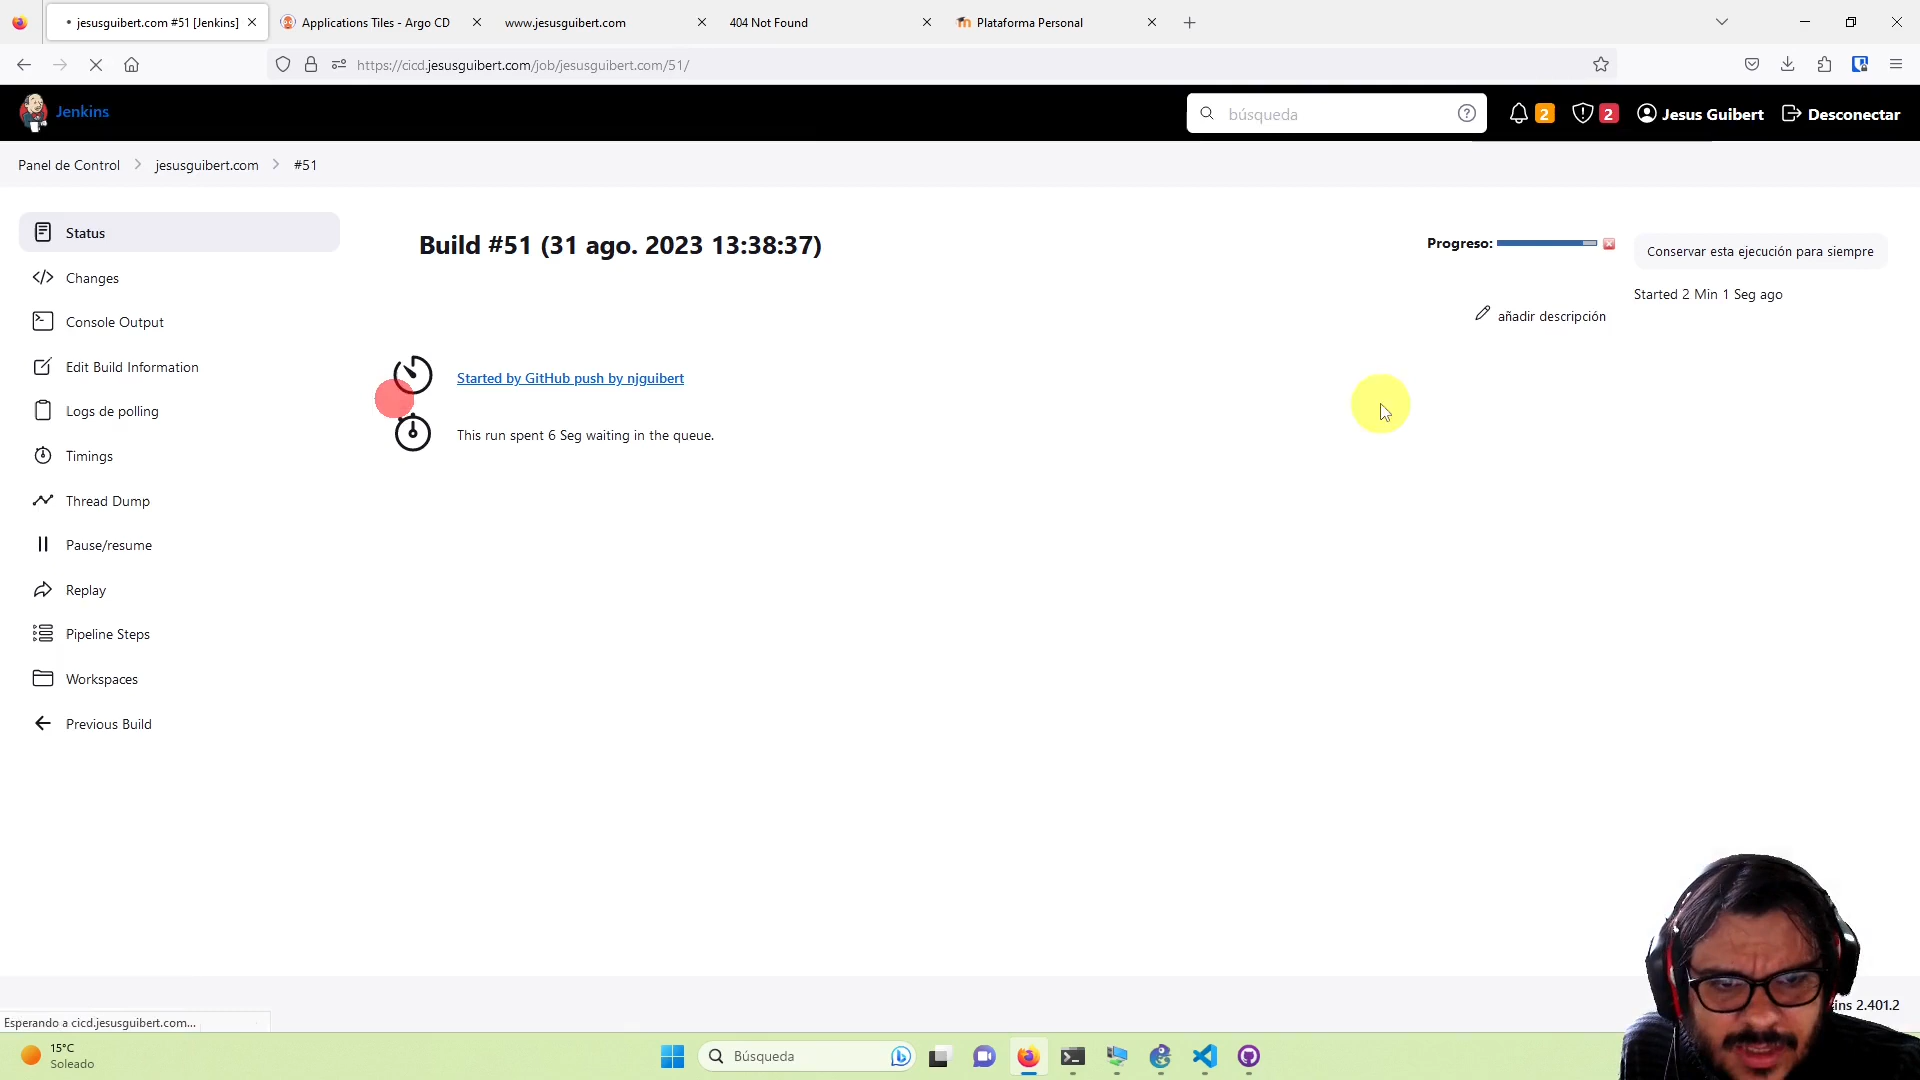 jesusguibert.com #51 [Jenkins]
Applications Tiles - Argo CD
www.jesusguibert.com
404 Not Found
Plataforma Personal
https://cicd.jesusguibert.com/job/jesusguibert.com/51/
Jenkins
búsqueda
2
2
Jesus Guibert
Desconectar
Panel de Control
jesusguibert.com
#51
Status
Changes
Console Output
Edit Build Information
Logs de polling
Timings
Thread Dump
Pause/resume
Replay
Pipeline Steps
Workspaces
Previous Build
Build #51 (31 ago. 2023 13:38:37)
Progreso:
Conservar esta ejecución para siempre
Started 2 Min 1 Seg ago
añadir descripción
Started by GitHub push by njguibert
This run spent 6 Seg waiting in the queue.
2.401.2
Esperando a cicd.jesusguibert.com...
15°C
Soleado
Búsqueda